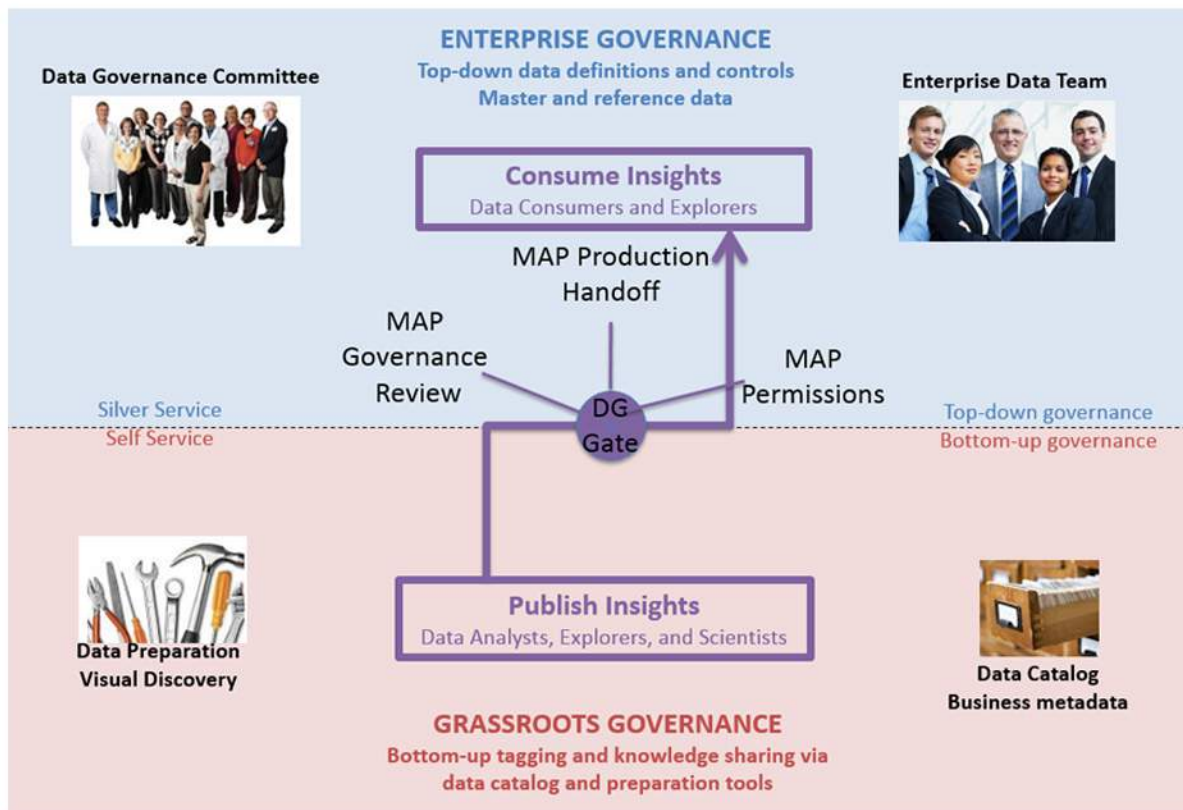 ENTERPRISE GOVERNANCE
Top-down data definitions and controls
Master and reference data
Data Governance Committee
Enterprise Data Team
Consume Insights
Data Consumers and Explorers
MAP Production
Handoff
MAP
Governance
Review
MAP
Permissions
DG
Gate
Silver Service
Self Service
Top-down governance
Bottom-up governance
Publish Insights
Data Analysts, Explorers, and Scientists
Data Preparation
Visual Discovery
Data Catalog
Business metadata
GRASSROOTS GOVERNANCE
Bottom-up tagging and knowledge sharing via
data catalog and preparation tools